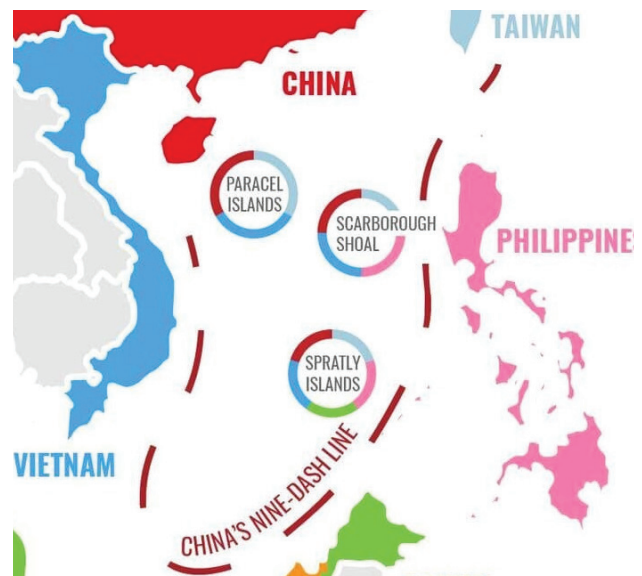 TAIWAN
CHINA
PARACEL
ISLANDS
SCARBOROUGH
SHOAL
PHILIPPINES
SPRATLY
ISLANDS
VIETNAM
CHINA'S NINE-DASH LINE